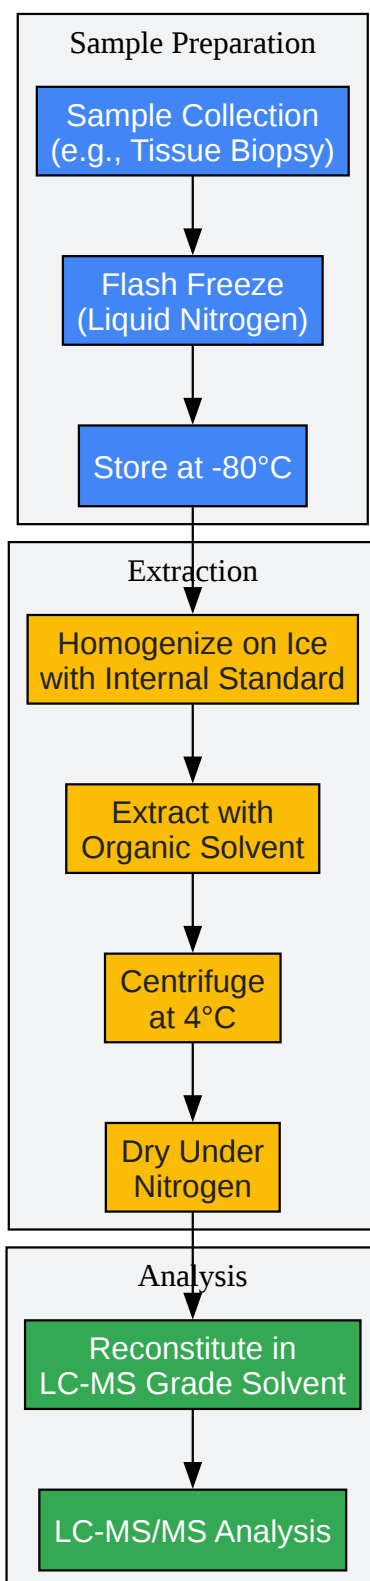 Sample Preparation
Sample Collection
(e.g., Tissue Biopsy)
Flash Freeze
(Liquid Nitrogen)
Store at -80°C
Extraction
Homogenize on Ice
with Internal Standard
Extract with
Organic Solvent
Centrifuge
at 4°C
Dry Under
Nitrogen
Analysis
Reconstitute in
LC-MS Grade Solvent
LC-MS/MS Analysis